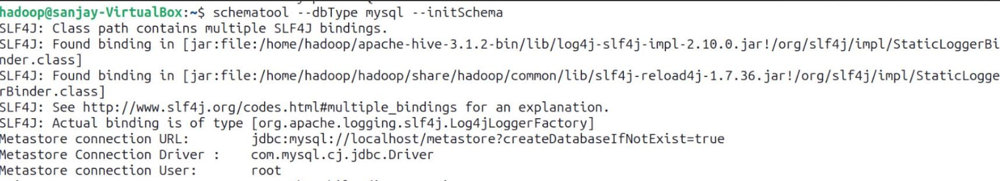 hadoop@sanjay-VirtualBox:~$ schematool --dbType mysql --initSchema
SLF4J: Class path contains multiple SLF4J bindings.
SLF4J: Found binding in [jar:file:/home/hadoop/apache-hive-3.1.2-bin/lib/log4j-slf4j-impl-2.10.0.jar!/org/slf4j/impl/StaticLoggerBi
nder.class]
SLF4J: Found binding in [jar:file:/home/hadoop/hadoop/share/hadoop/common/lib/slf4j-reload4j-1.7.36.jar!/org/slf4j/impl/StaticLogge
rBinder.class]
SLF4J: See http://www.slf4j.org/codes.html#multiple_bindings for an explanation.
SLF4J: Actual binding is of type [org.apache.logging.slf4j.Log4jLoggerFactory]
Metastore connection URL: jdbc:mysql://localhost/metastore?createDatabaseIfNotExist=true
Metastore Connection Driver : com.mysql.cj.jdbc.Driver
Metastore connection User: root